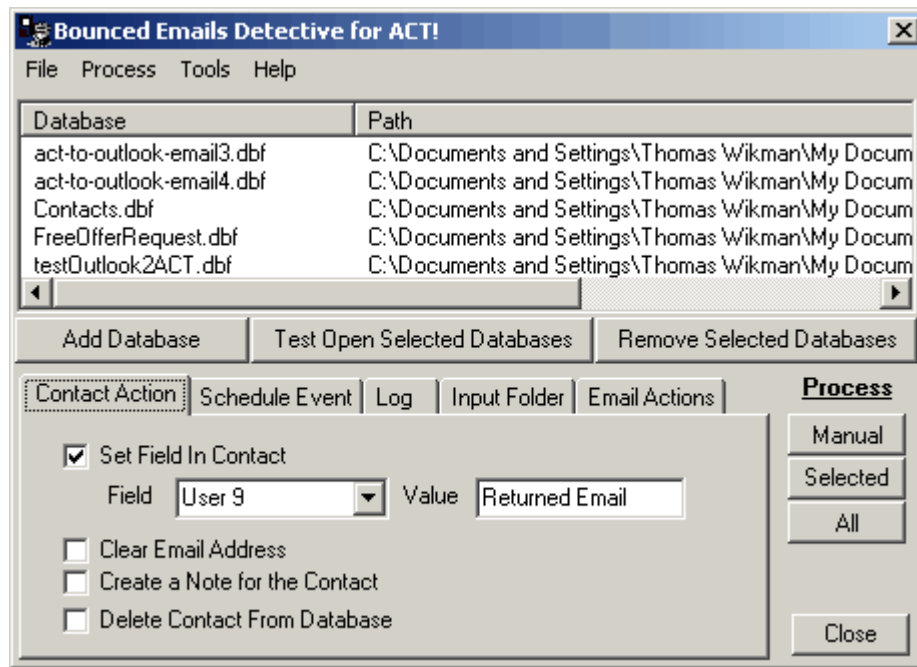 Bounced Emails Detective for ACT!
File Process Tools Help
Database Path
act-to-outlook-email3.dbf C:\Documents and Settings\Thomas Wikman\My Docum
act-to-outlook-email4.dbf C:\Documents and Settings\Thomas Wikman\My Docum
Contacts.dbf C:\Documents and Settings\Thomas Wikman\My Docum
FreeOfferRequest.dbf C:\Documents and Settings\Thomas Wikman\My Docum
testOutlook2ACT.dbf C:\Documents and Settings\Thomas Wikman\My Docum
Add Database Test Open Selected Databases Remove Selected Databases
Contact Action Schedule Event Log Input Folder Email Actions
Set Field In Contact
Field User 9 Value Returned Email
Clear Email Address
Create a Note for the Contact
Delete Contact From Database
Process
Manual
Selected
All
Close